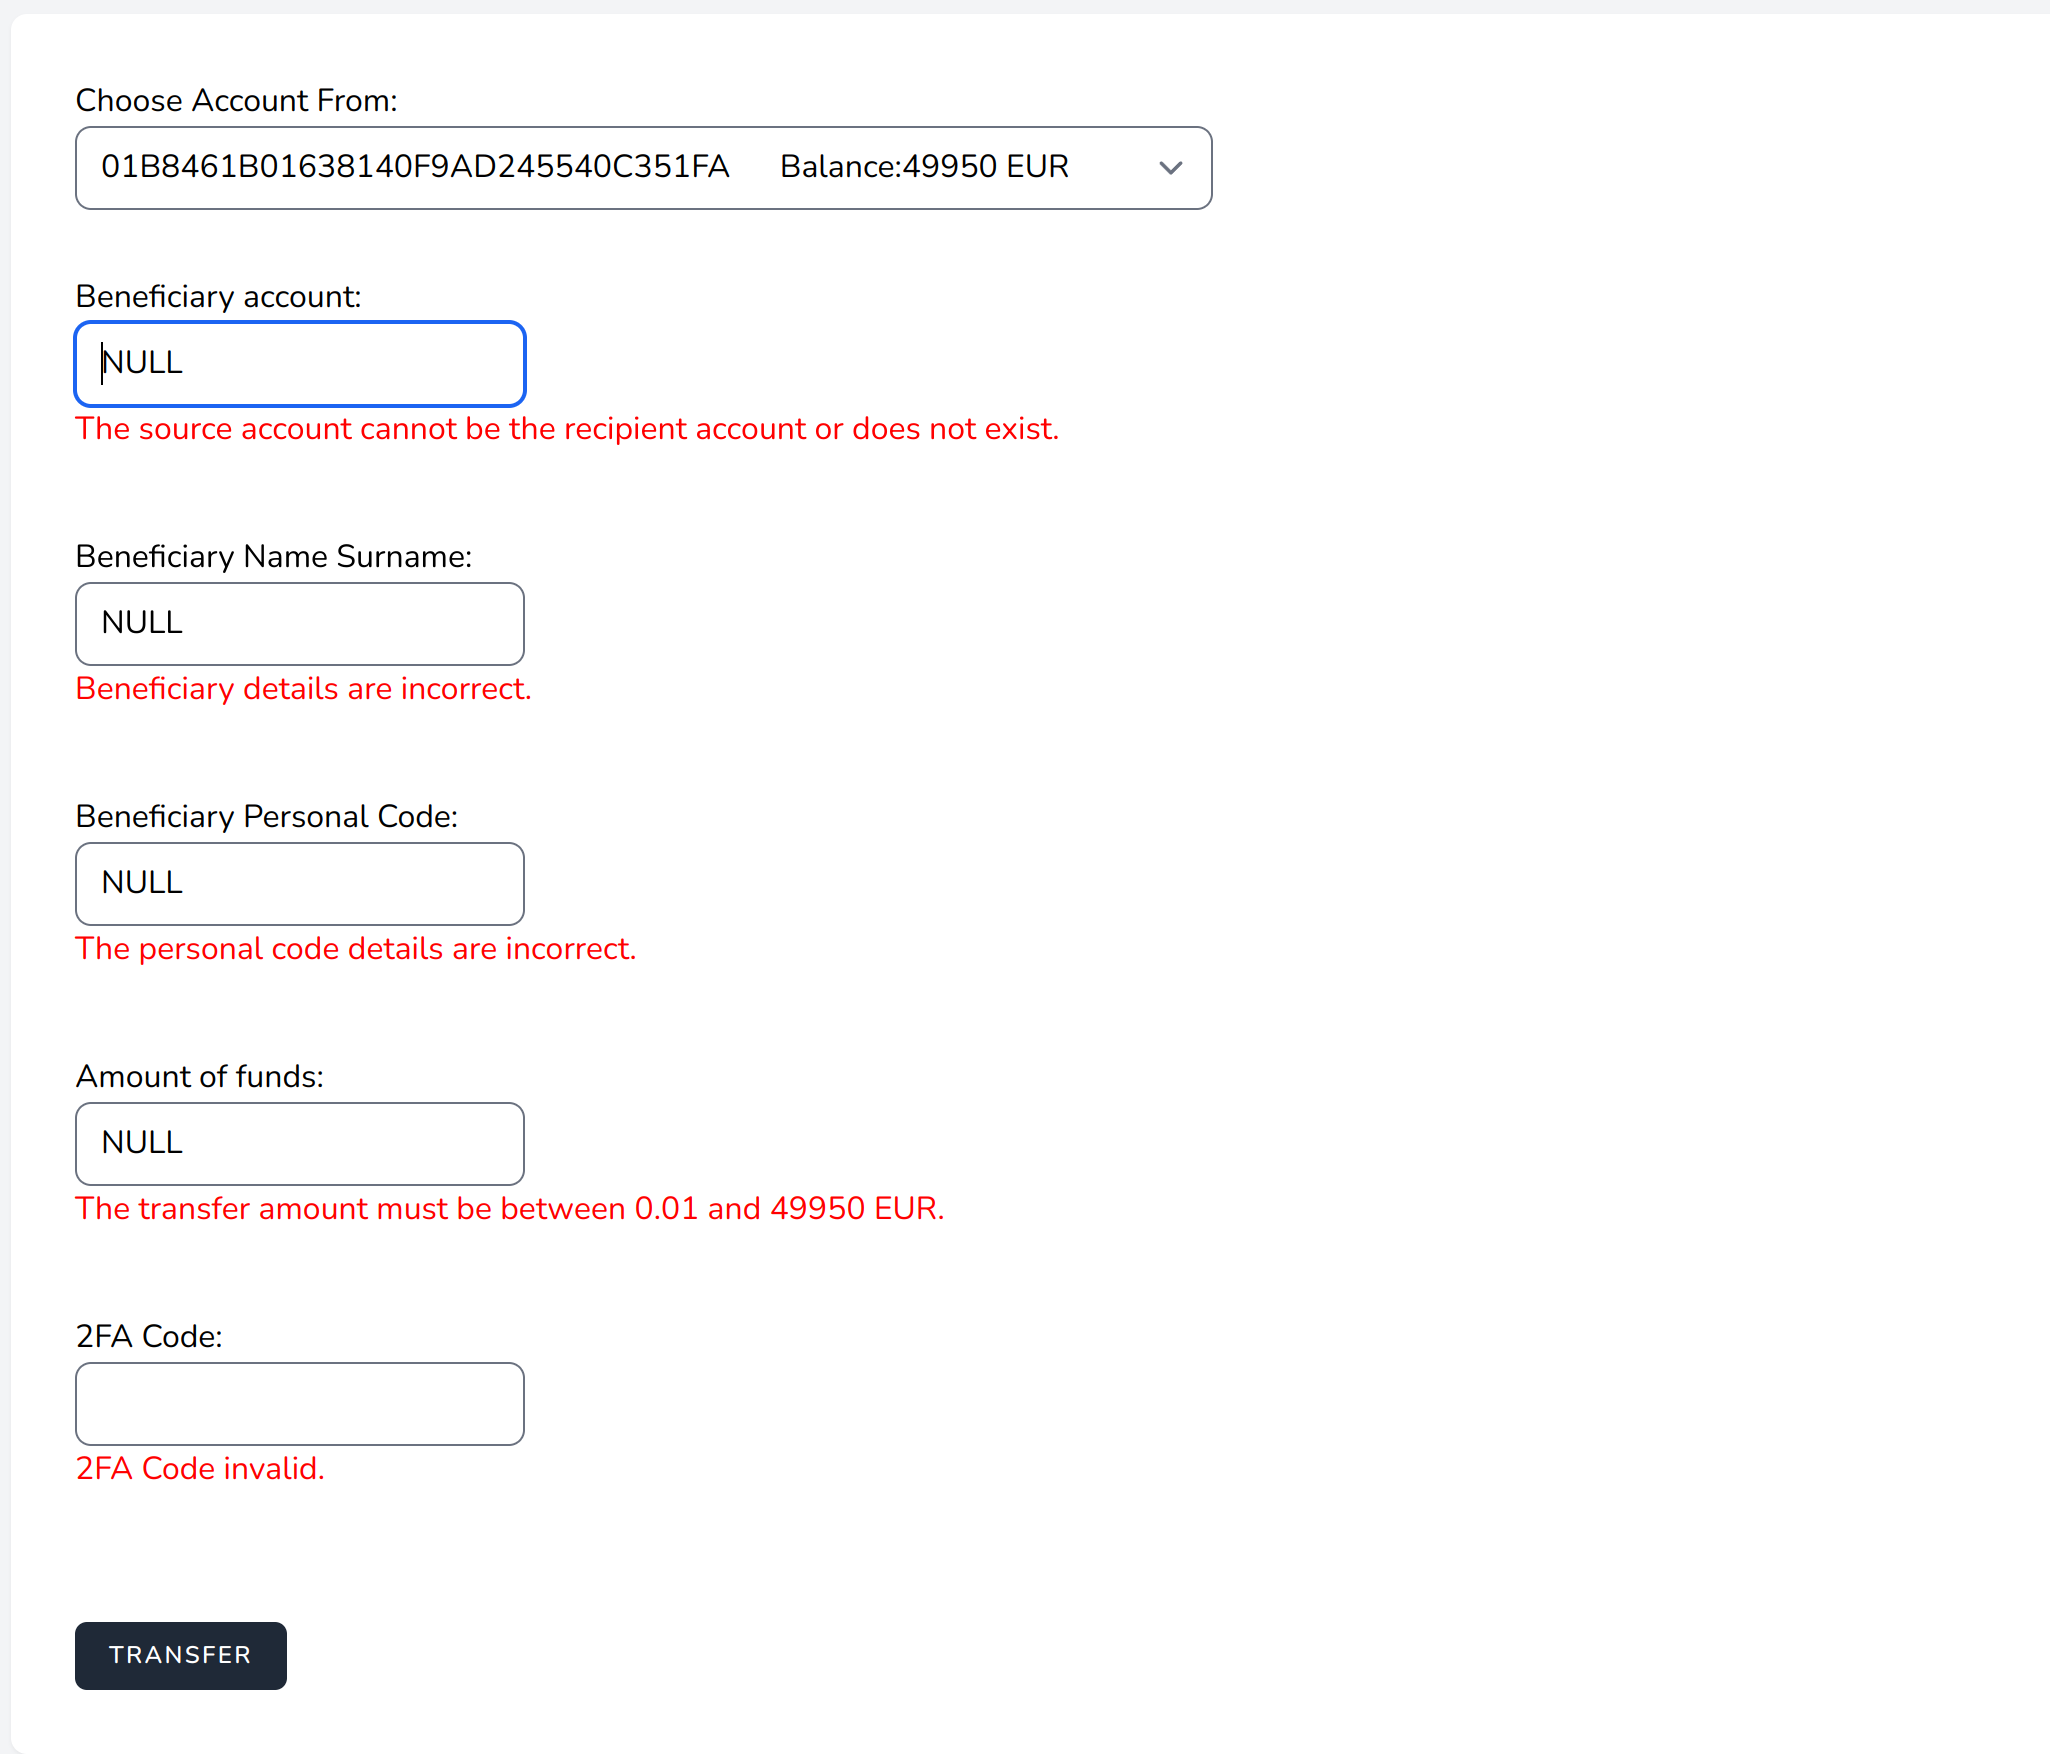 Choose Account From:
01B8461B01638140F9AD245540C351FA Balance:49950 EUR
Beneficiary account:
NULL
The source account cannot be the recipient account or does not exist.
Beneficiary Name Surname:
NULL
Beneficiary details are incorrect.
Beneficiary Personal Code:
NULL
The personal code details are incorrect.
Amount of funds:
NULL
The transfer amount must be between 0.01 and 49950 EUR.
2FA Code:
2FA Code invalid.
TRANSFER